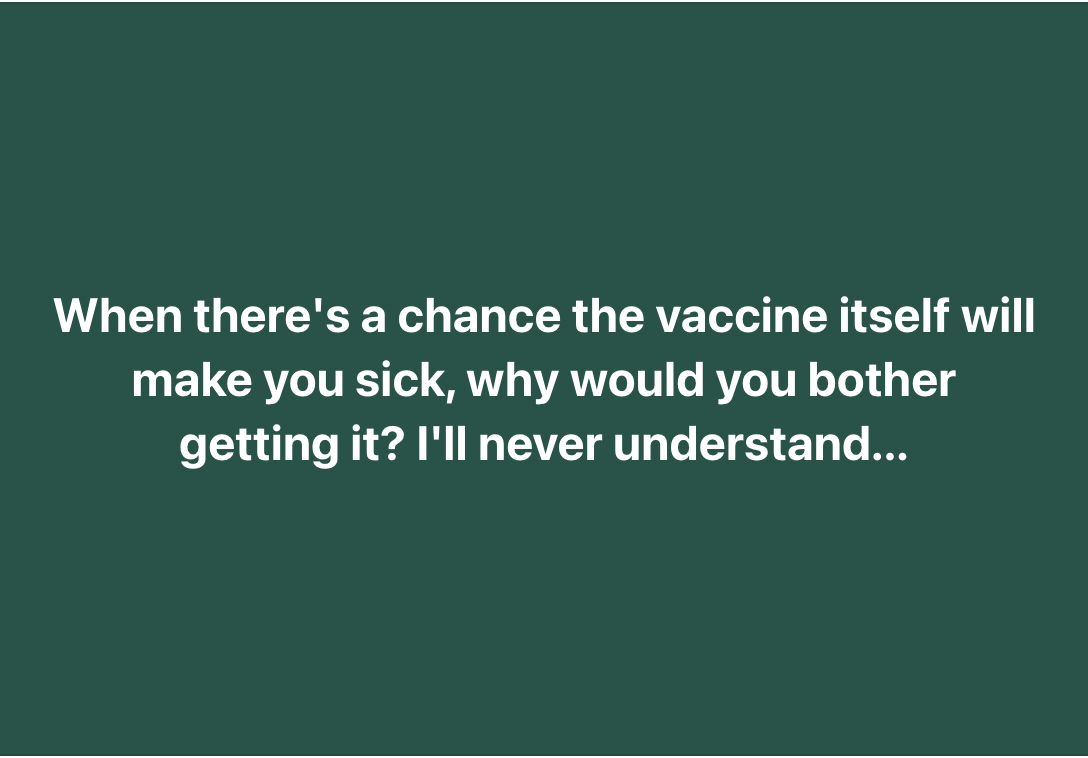 When there's a chance the vaccine itself will
make you sick, why would you bother
getting it? I'll never understand...